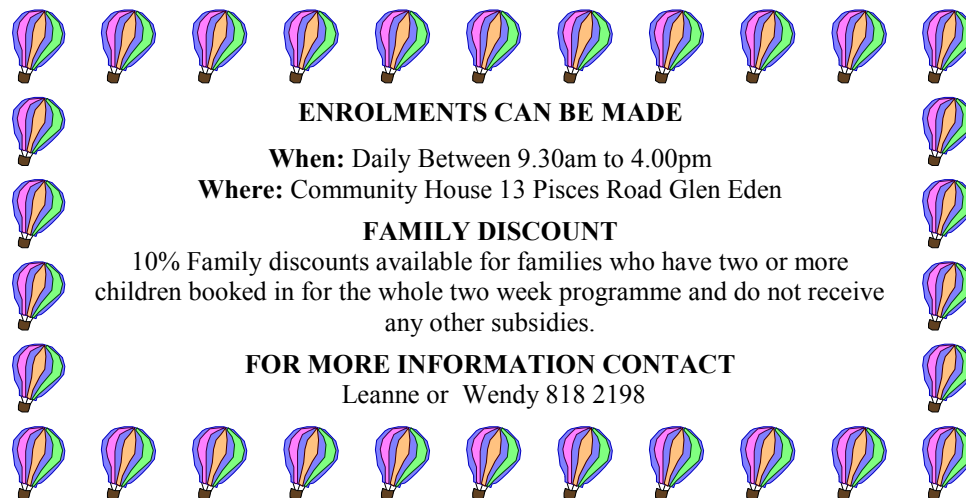 ENROLMENTS CAN BE MADE
When: Daily Between 9.30am to 4.00pm
Where: Community House 13 Pisces Road Glen Eden
FAMILY DISCOUNT
10% Family discounts available for families who have two or more
children booked in for the whole two week programme and do not receive
any other subsidies.
FOR MORE INFORMATION CONTACT
Leanne or  Wendy 818 2198